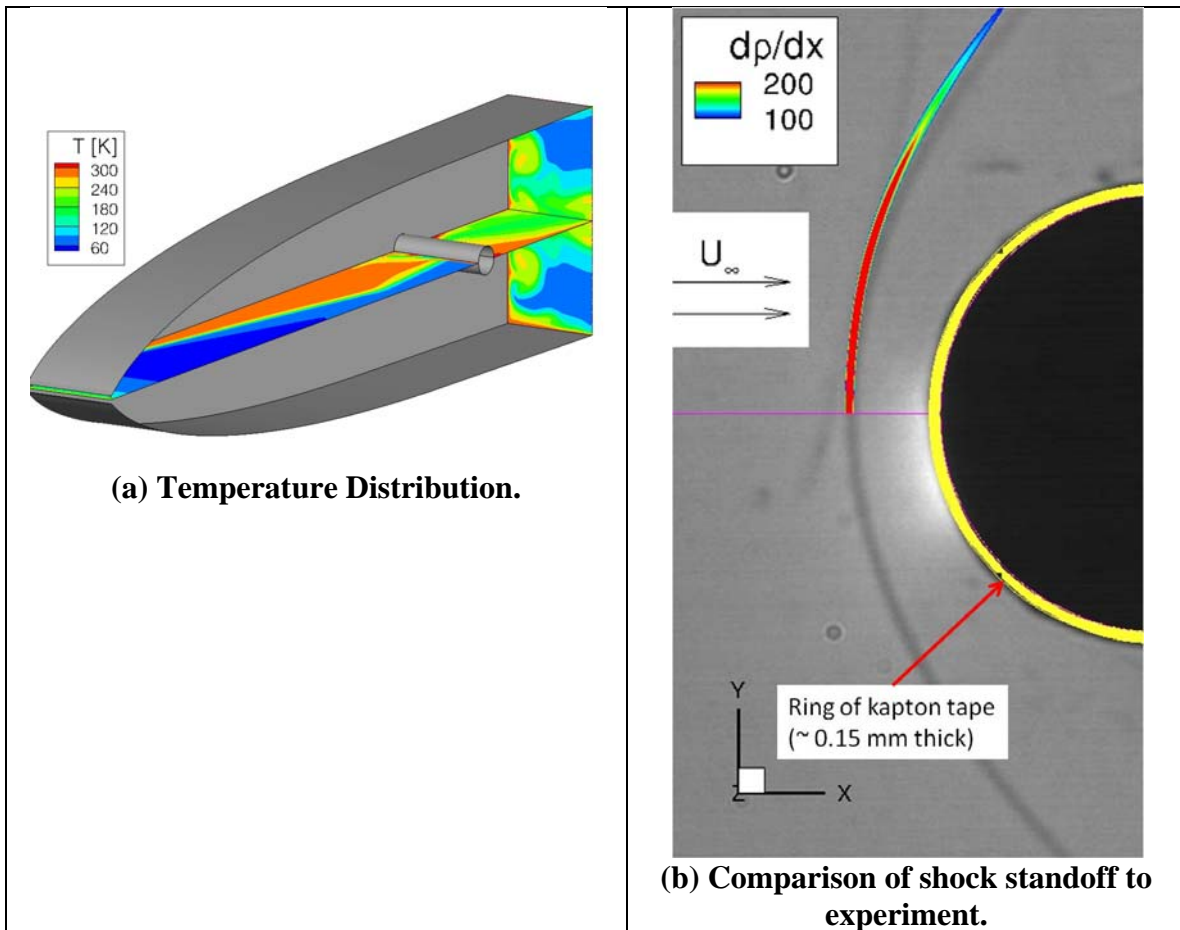 T [K]
300
240
180
120
60
(a) Temperature Distribution.
dρ/dx
200
100
U∞
Ring of kapton tape
(~ 0.15 mm thick)
Y
Z
X
(b) Comparison of shock standoff to
experiment.